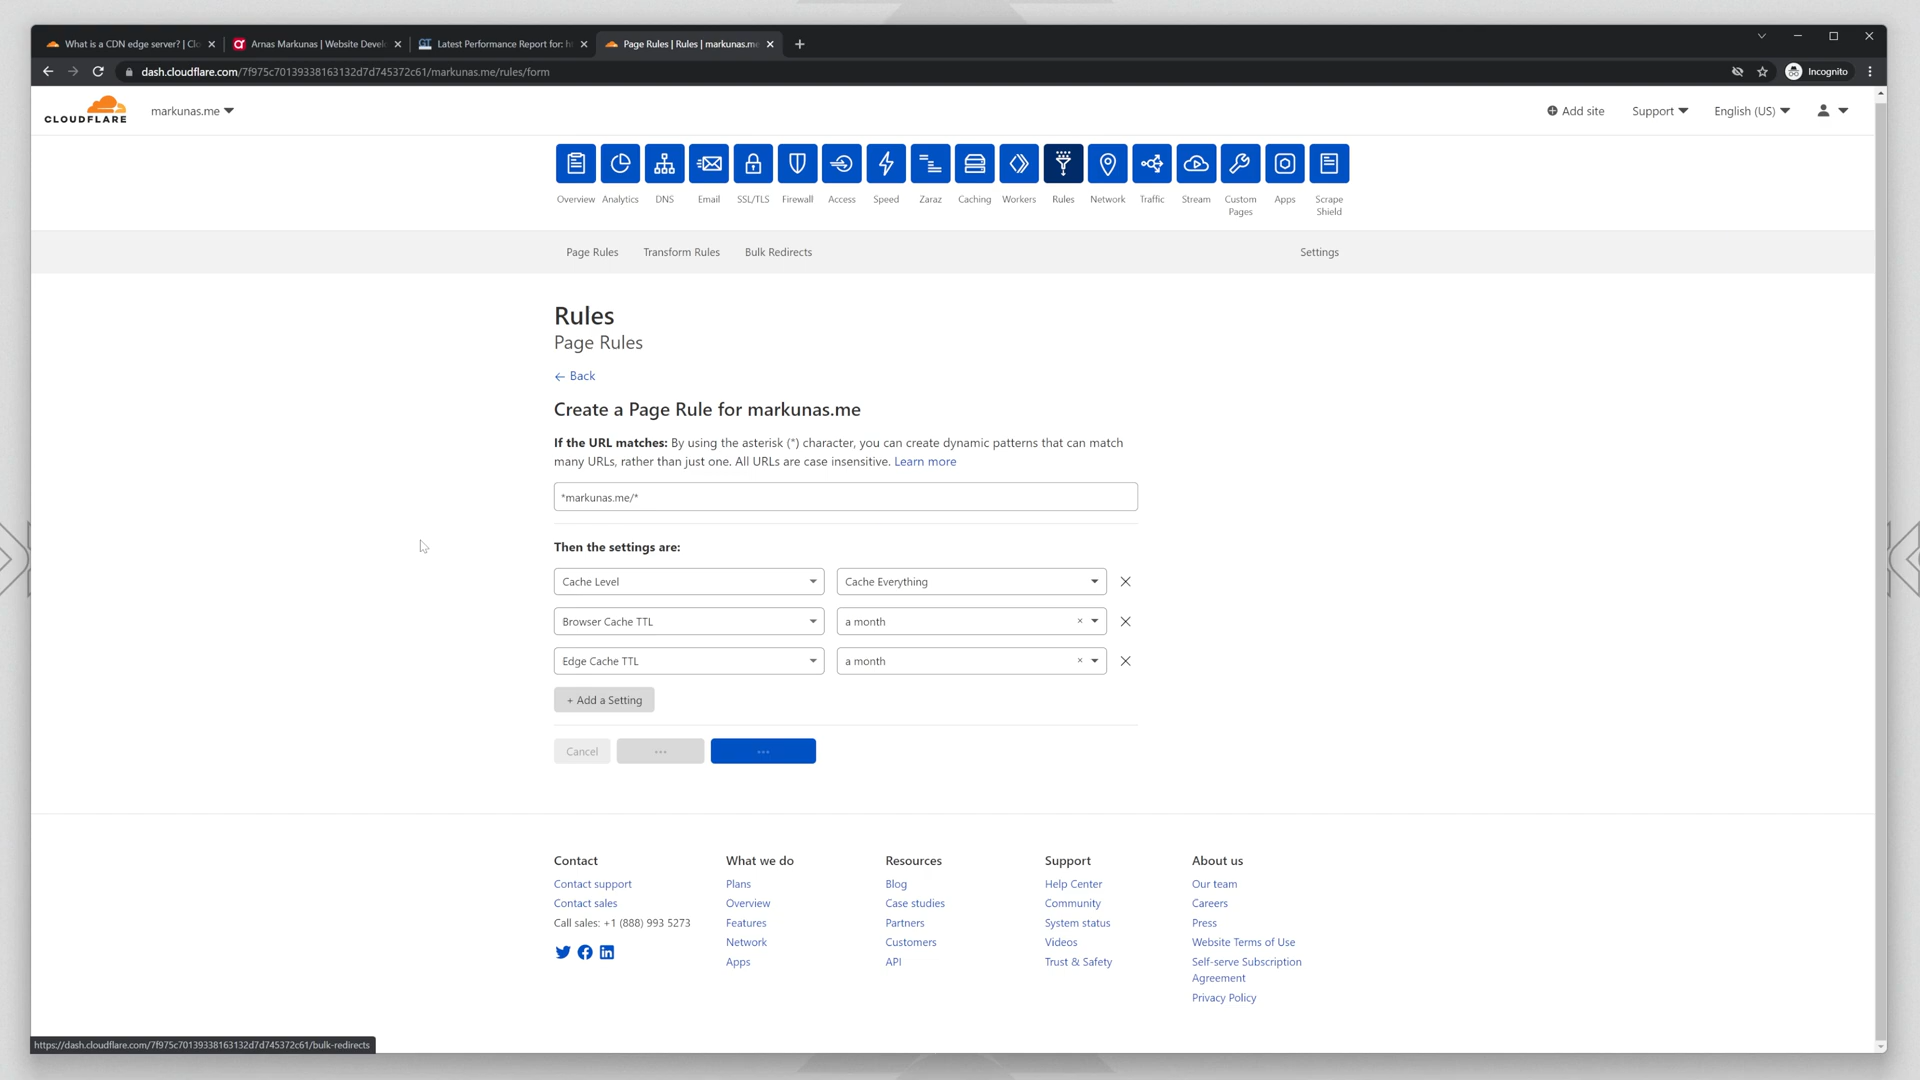 What is a CDN edge server? | Clo
Arnas Markunas | Website Develo
GT Latest Performance Report for: ht
Page Rules | Rules | markunas.me
dash.cloudflare.com/7f975c70139338163132d7d745372c61/markunas.me/rules/form
Incognito
CLOUDFLARE
markunas.me
Add site
Support
English (US)
Overview
Analytics
DNS
Email
SSL/TLS
Firewall
Access
Speed
Zaraz
Caching
Workers
Rules
Network
Traffic
Stream
Custom Pages
Apps
Scrape Shield
Page Rules
Transform Rules
Bulk Redirects
Settings
Rules
Page Rules
← Back
Create a Page Rule for markunas.me
If the URL matches: By using the asterisk (*) character, you can create dynamic patterns that can match
many URLs, rather than just one. All URLs are case insensitive. Learn more
*markunas.me/*
Then the settings are:
Cache Level
Cache Everything
Browser Cache TTL
a month
Edge Cache TTL
a month
+ Add a Setting
Cancel
...
...
Contact
Contact support
Contact sales
Call sales: +1 (888) 993 5273
What we do
Plans
Overview
Features
Network
Apps
Resources
Blog
Case studies
Partners
Customers
API
Support
Help Center
Community
System status
Videos
Trust & Safety
About us
Our team
Careers
Press
Website Terms of Use
Self-serve Subscription
Agreement
Privacy Policy
https://dash.cloudflare.com/7f975c70139338163132d7d745372c61/bulk-redirects